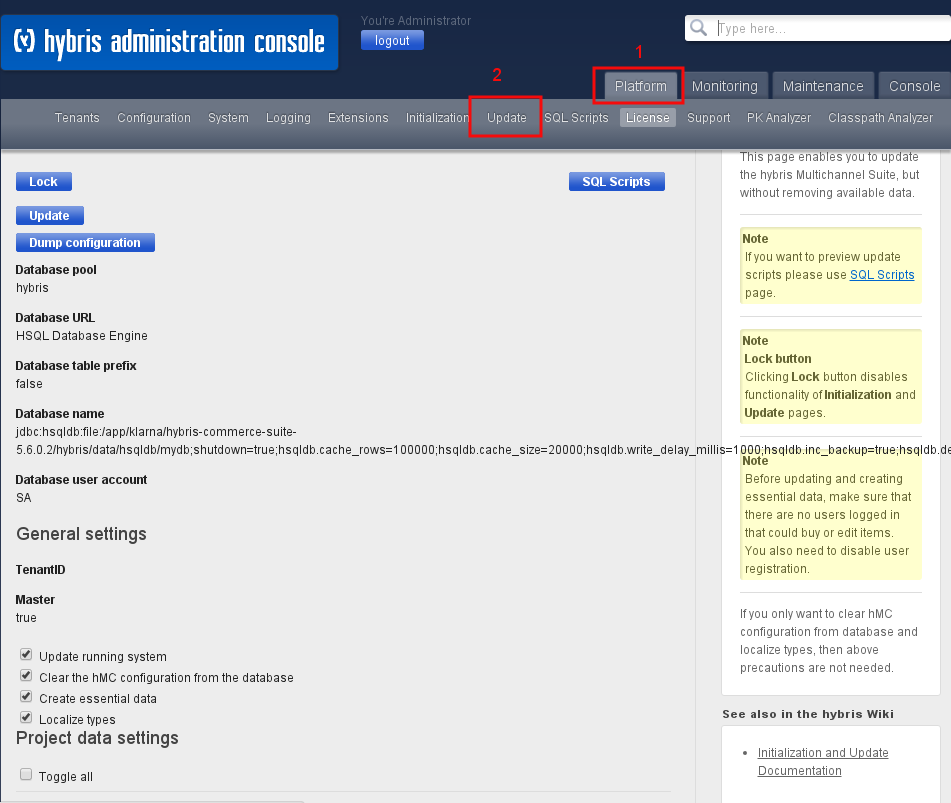 (y) hybris administration console
You're Administrator
logout
Type here...
1
2
Platform Monitoring Maintenance Console
Tenants Configuration System Logging Extensions Initialization Update SQL Scripts License Support PK Analyzer Classpath Analyzer
Lock
SQL Scripts
Update
Dump configuration
Database pool
hybris
Database URL
HSQL Database Engine
Database table prefix
false
Database name
jdbc:hsqldb:file:/app/klarna/hybris-commerce-suite-
5.6.0.2/hybris/data/hsqldb/mydb;shutdown=true;hsqldb.cache_rows=100000;hsqldb.cache_size=20000;hsqldb.write_delay_millis=1000;hsqldb.inc_backup=true;hsqldb.de
Database user account
SA
General settings
TenantID
Master
true
Update running system
Clear the hMC configuration from the database
Create essential data
Localize types
Project data settings
Toggle all
This page enables you to update
the hybris Multichannel Suite, but
without removing available data.
Note
If you want to preview update
scripts please use SQL Scripts
page.
Note
Lock button
Clicking Lock button disables
functionality of Initialization and
Update pages.
Note
Before updating and creating
essential data, make sure that
there are no users logged in
that could buy or edit items.
You also need to disable user
registration.
If you only want to clear hMC
configuration from database and
localize types, then above
precautions are not needed.
See also in the hybris Wiki
• Initialization and Update
Documentation